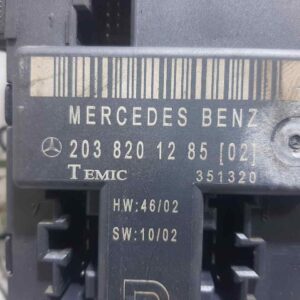 MERCEDES BENZ
203 820 12 85 [02]
TEMIC 351320
HW:46/02
SW:10/02